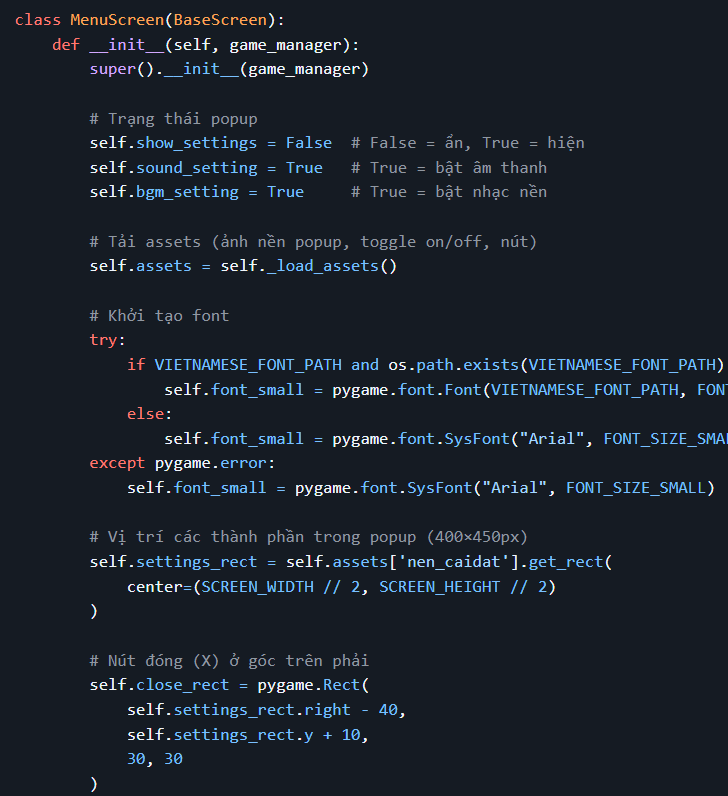 class MenuScreen(BaseScreen):
    def __init__(self, game_manager):
        super().__init__(game_manager)

        # Trạng thái popup
        self.show_settings = False  # False = ẩn, True = hiện
        self.sound_setting = True   # True = bật âm thanh
        self.bgm_setting = True     # True = bật nhạc nền

        # Tải assets (ảnh nền popup, toggle on/off, nút)
        self.assets = self._load_assets()

        # Khởi tạo font
        try:
            if VIETNAMESE_FONT_PATH and os.path.exists(VIETNAMESE_FONT_PATH)
                self.font_small = pygame.font.Font(VIETNAMESE_FONT_PATH, FON
            else:
                self.font_small = pygame.font.SysFont("Arial", FONT_SIZE_SMA
        except pygame.error:
            self.font_small = pygame.font.SysFont("Arial", FONT_SIZE_SMALL)

        # Vị trí các thành phần trong popup (400×450px)
        self.settings_rect = self.assets['nen_caidat'].get_rect(
            center=(SCREEN_WIDTH // 2, SCREEN_HEIGHT // 2)
        )

        # Nút đóng (X) ở góc trên phải
        self.close_rect = pygame.Rect(
            self.settings_rect.right - 40,
            self.settings_rect.y + 10,
            30, 30
        )